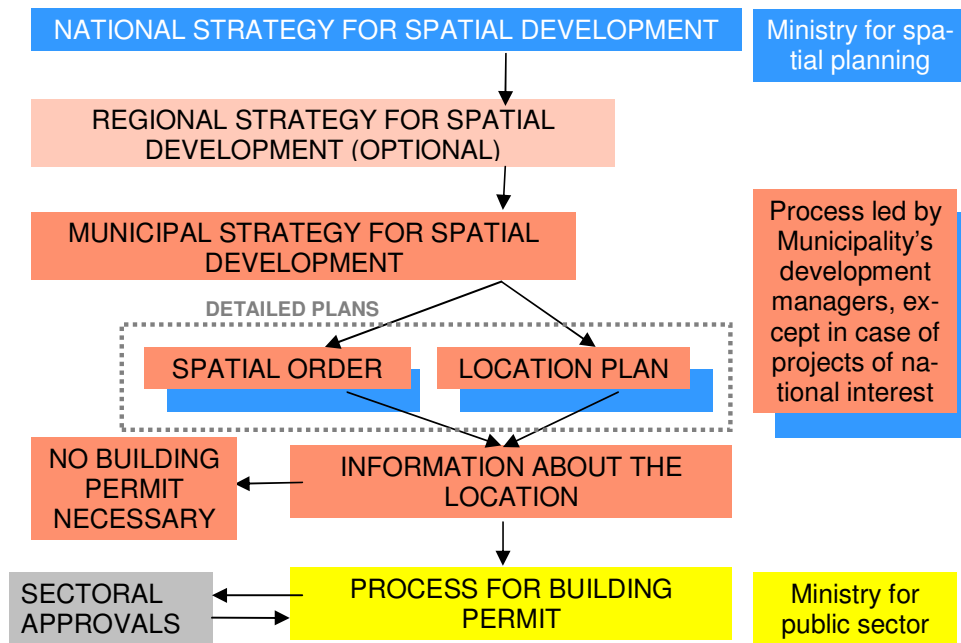 NATIONAL STRATEGY FOR SPATIAL DEVELOPMENT
Ministry for spa-
tial planning
REGIONAL STRATEGY FOR SPATIAL
DEVELOPMENT (OPTIONAL)
MUNICIPAL STRATEGY FOR SPATIAL
DEVELOPMENT
Process led by
Municipality's
development
managers, ex-
cept in case of
projects of na-
tional interest
DETAILED PLANS
SPATIAL ORDER
LOCATION PLAN
NO BUILDING
PERMIT
NECESSARY
INFORMATION ABOUT THE
LOCATION
SECTORAL
APPROVALS
PROCESS FOR BUILDING
PERMIT
Ministry for
public sector